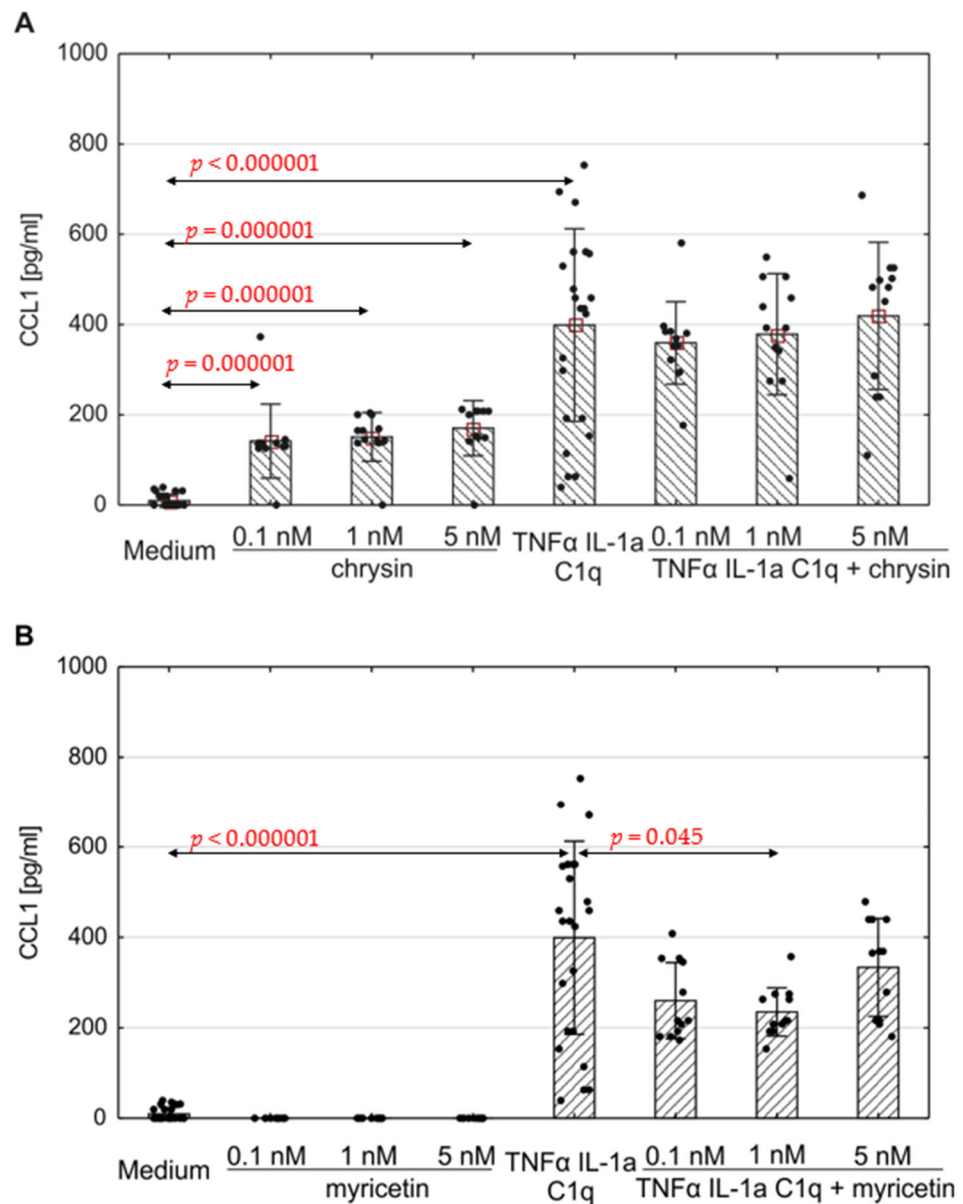 A
1000
800
p < 0.000001
600
p = 0.000001
CCL1 [pg/ml]
400
p = 0.000001
p = 0.000001
200
0
0.1 nM 1 nM 5 nM TNFα IL-1a 0.1 nM 1 nM 5 nM
Medium chrysin C1q TNFα IL-1a C1q + chrysin
B
1000
800
600
p < 0.000001 p = 0.045
CCL1 [pg/ml]
400
200
0
0.1 nM 1 nM 5 nM TNFα IL-1a 0.1 nM 1 nM 5 nM
Medium myricetin C1q TNFα IL-1a C1q + myricetin